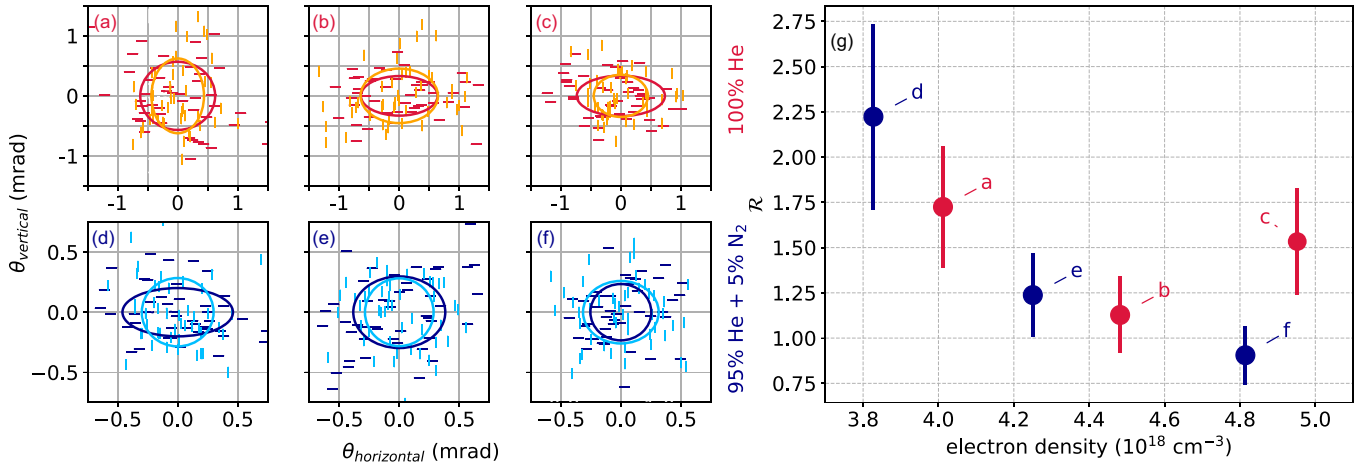 (a)
(b)
(c)
1
0
-1
-1
0
1
-1
0
1
-1
0
1
θvertical (mrad)
(d)
(e)
(f)
0.5
0.0
−0.5
−0.5
0.0
0.5
−0.5
0.0
0.5
−0.5
0.0
0.5
θhorizontal (mrad)
100% He
95% He + 5% N₂
(g)
R
2.75
2.50
2.25
2.00
1.75
1.50
1.25
1.00
0.75
d
a
c
e
b
f
3.8
4.0
4.2
4.4
4.6
4.8
5.0
electron density (10¹⁸ cm⁻³)